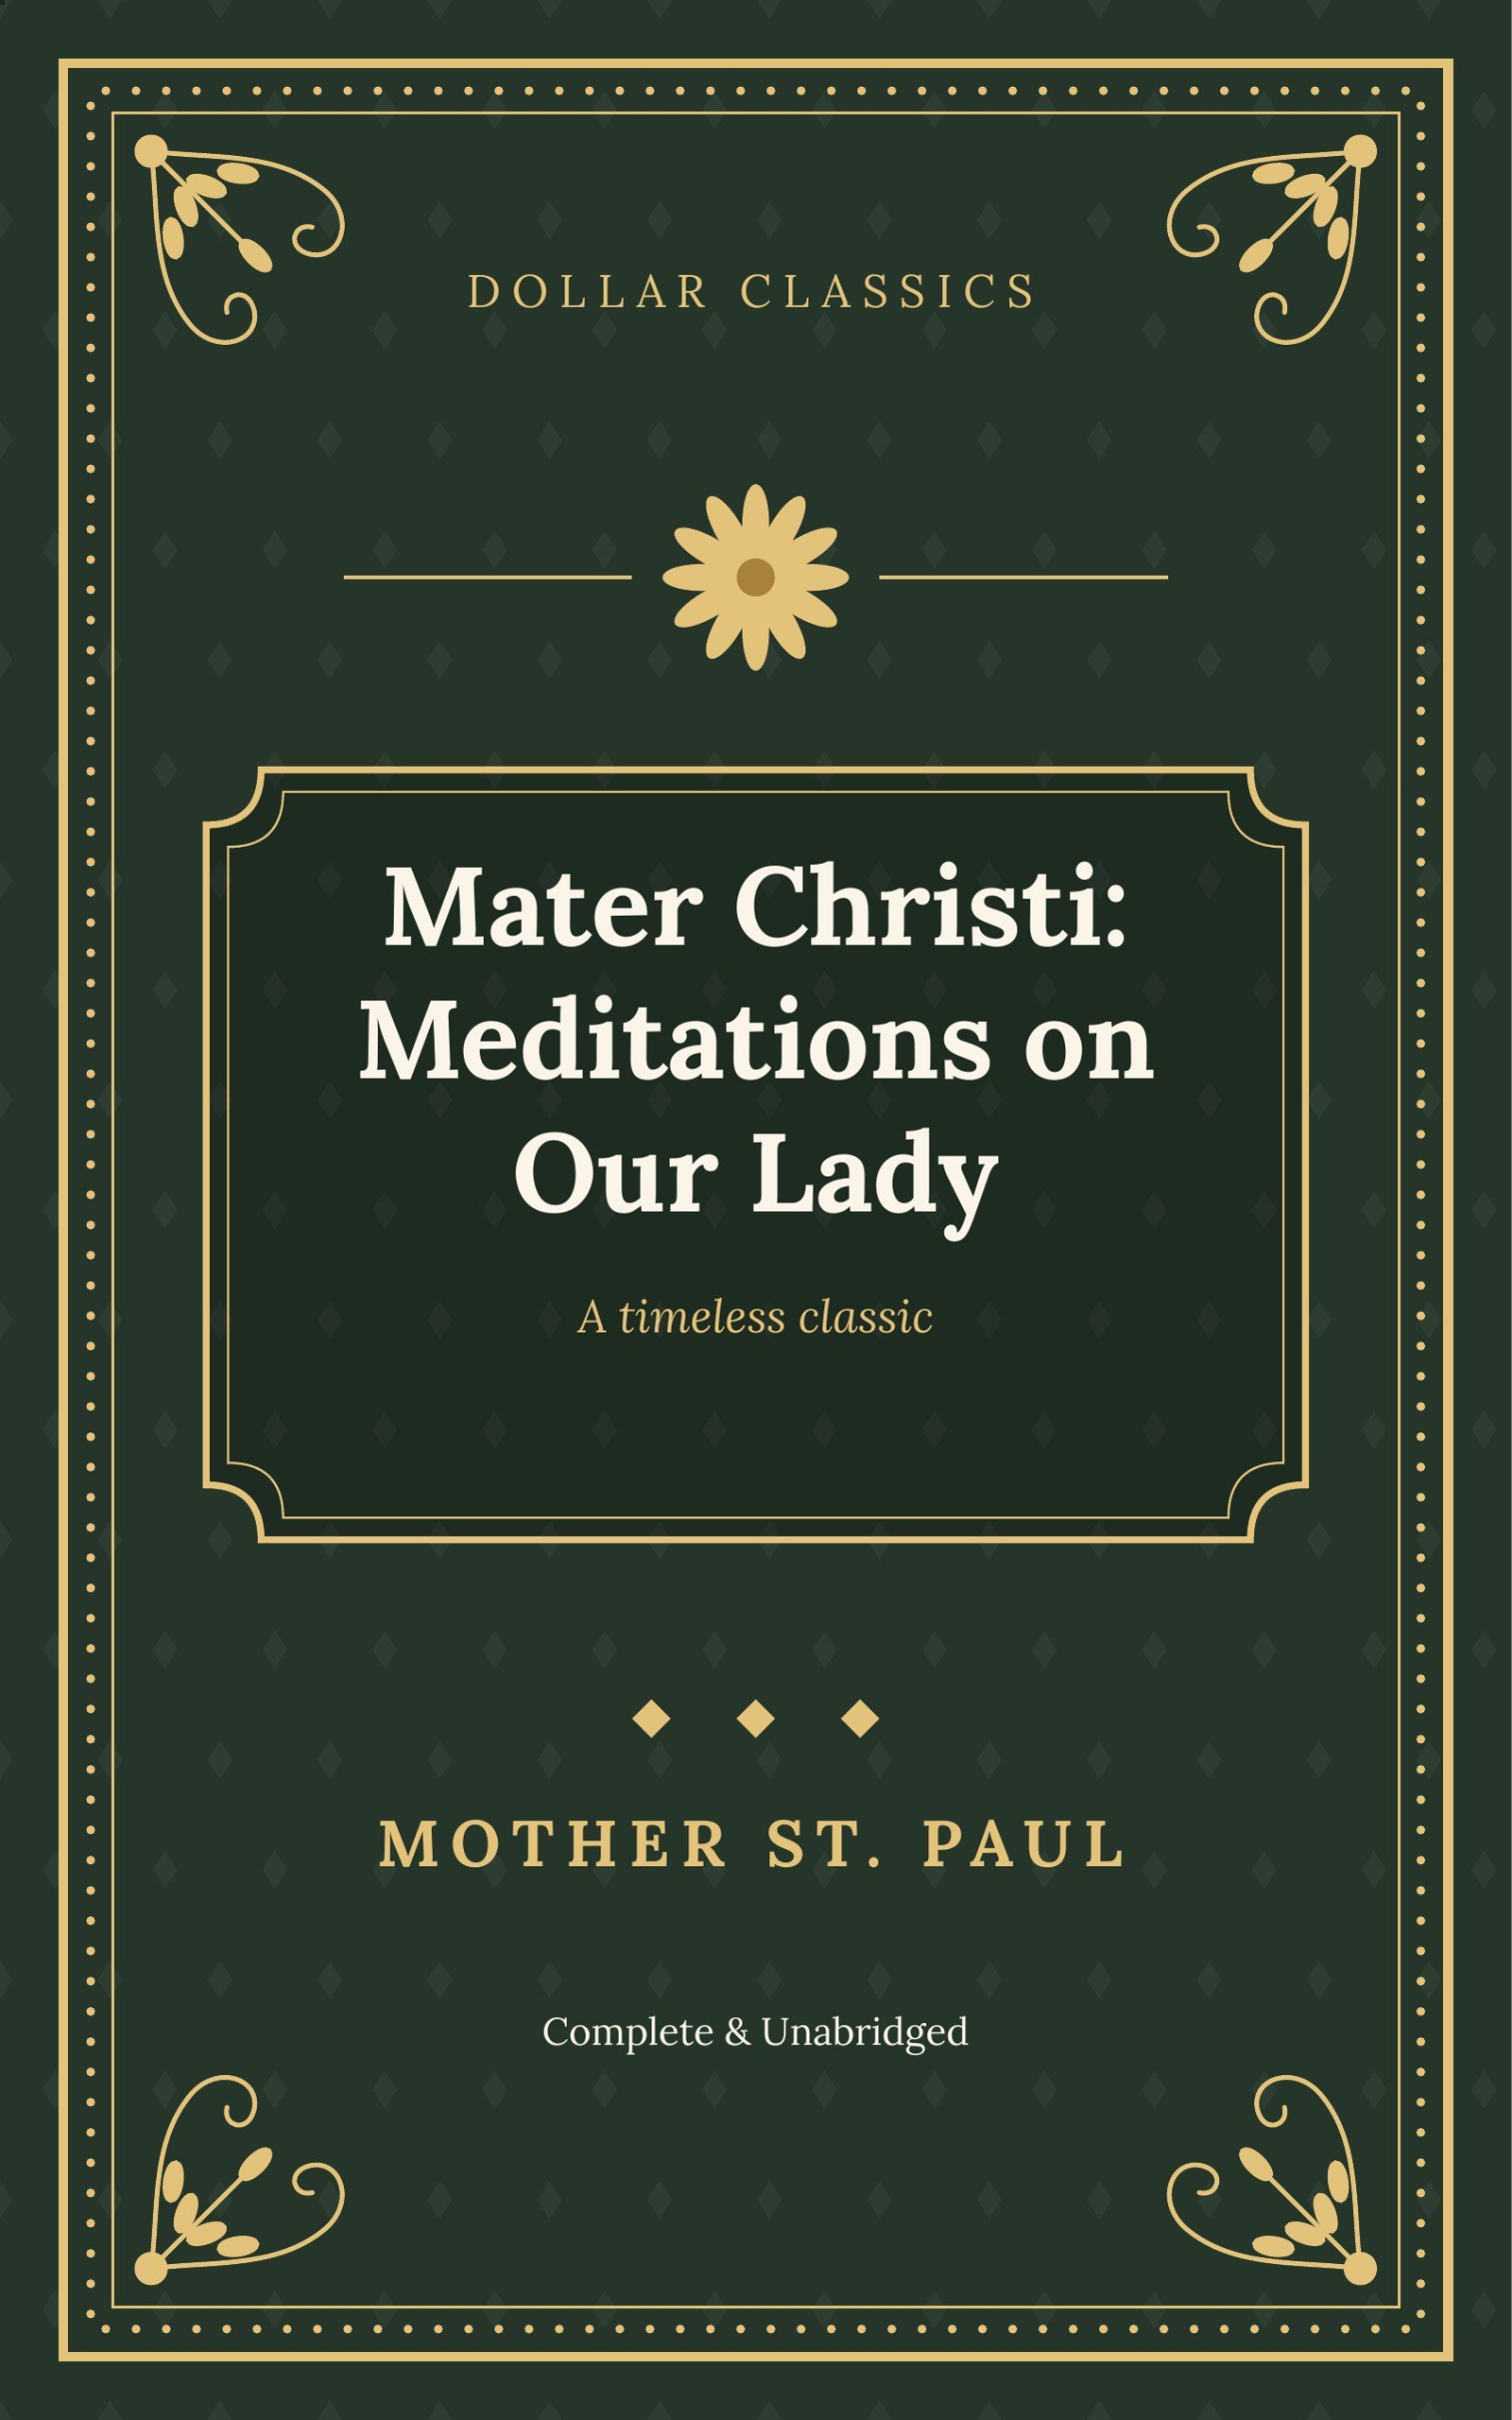 DOLLAR CLASSICS
Mater Christi:
Meditations on
Our Lady
A timeless classic
MOTHER ST. PAUL
Complete & Unabridged